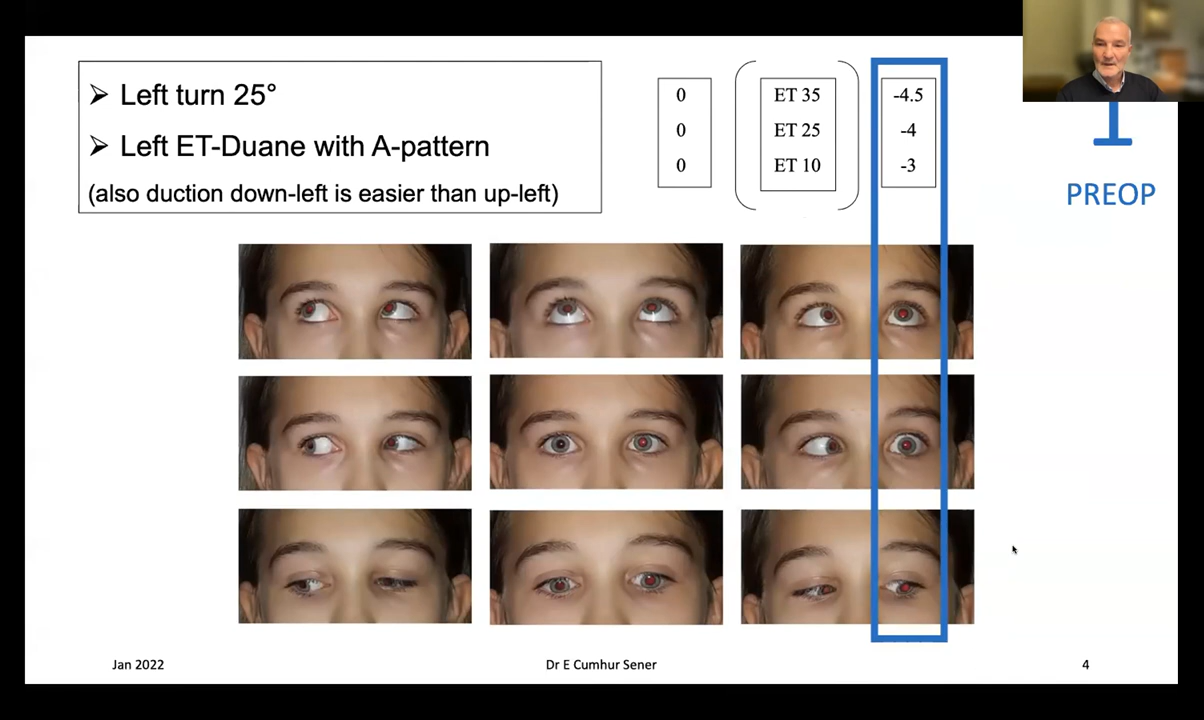 ➢ Left turn 25°
➢ Left ET-Duane with A-pattern
(also duction down-left is easier than up-left)
0 ET 35 -4.5
0 ET 25 -4
0 ET 10 -3
PREOP
Jan 2022 Dr E Cumhur Sener 4